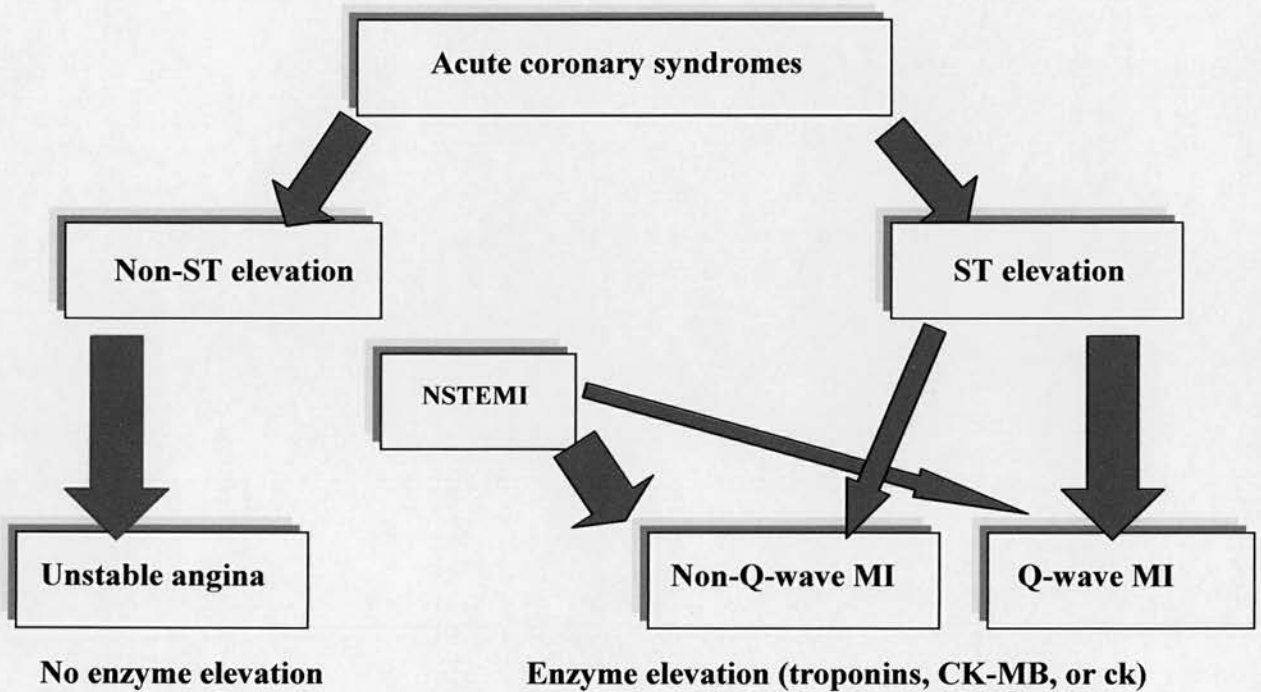 Acute coronary syndromes
Non-ST elevation
ST elevation
NSTEMI
Unstable angina
Non-Q-wave MI
Q-wave MI
No enzyme elevation
Enzyme elevation (troponins, CK-MB, or ck)